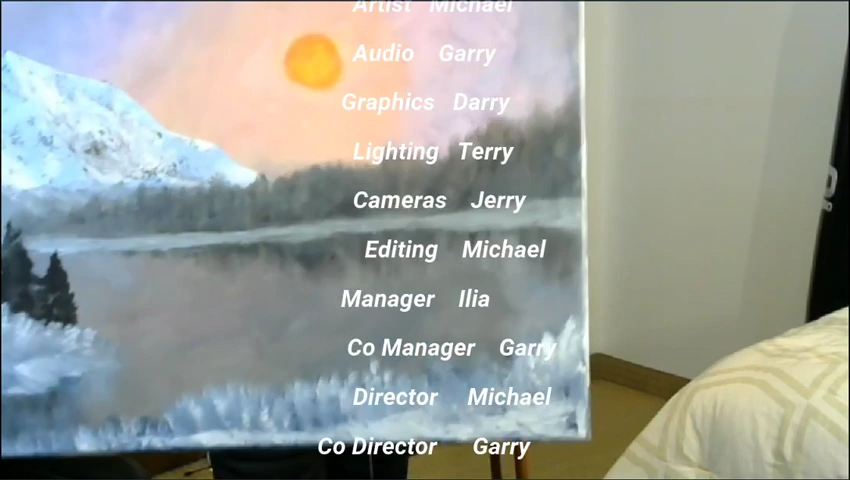 Artist Michael
Audio Garry
Graphics Darry
Lighting Terry
Cameras Jerry
Editing Michael
Manager Ilia
Co Manager Garry
Director Michael
Co Director Garry